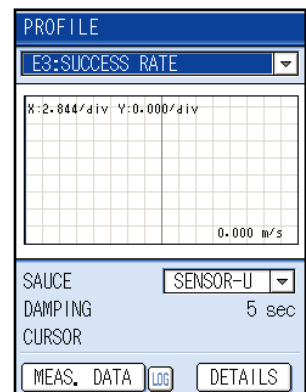 PROFILE
E3:SUCCESS RATE
X:2.844/div Y:0.000/div
0.000 m/s
SAUCE SENSOR-U
DAMPING 5 sec
CURSOR
MEAS. DATA LOG DETAILS